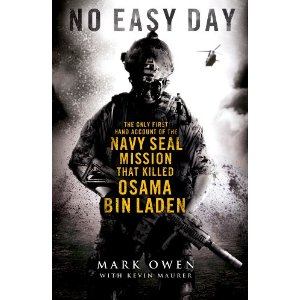 NO EASY DAY
THE ONLY FIRST
HAND ACCOUNT OF THE
NAVY SEAL
MISSION
THAT KILLED
OSAMA
BIN LADEN
MARK OWEN
WITH KEVIN MAURER